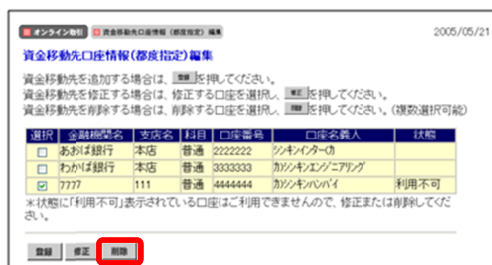 オンライン取引 資金移動先口座情報（都度指定）編集 2005/05/21
資金移動先口座情報（都度指定）編集
資金移動先を追加する場合は、登録を押してください。
資金移動先を修正する場合は、修正する口座を選択し、修正を押してください。
資金移動先を削除する場合は、削除する口座を選択し、削除を押してください。（複数選択可能）
選択 金融機関名 支店名 科目 口座番号 口座名義人 状態
あおば銀行 本店 普通 2222222 シンキインターカ
わかば銀行 本店 普通 3333333 カ）シンキエンジニアリング
7777 111 普通 4444444 カ）シンキハンバイ 利用不可
＊状態に「利用不可」表示されている口座はご利用できませんので、修正または削除してくだ
さい。
登録 修正 削除